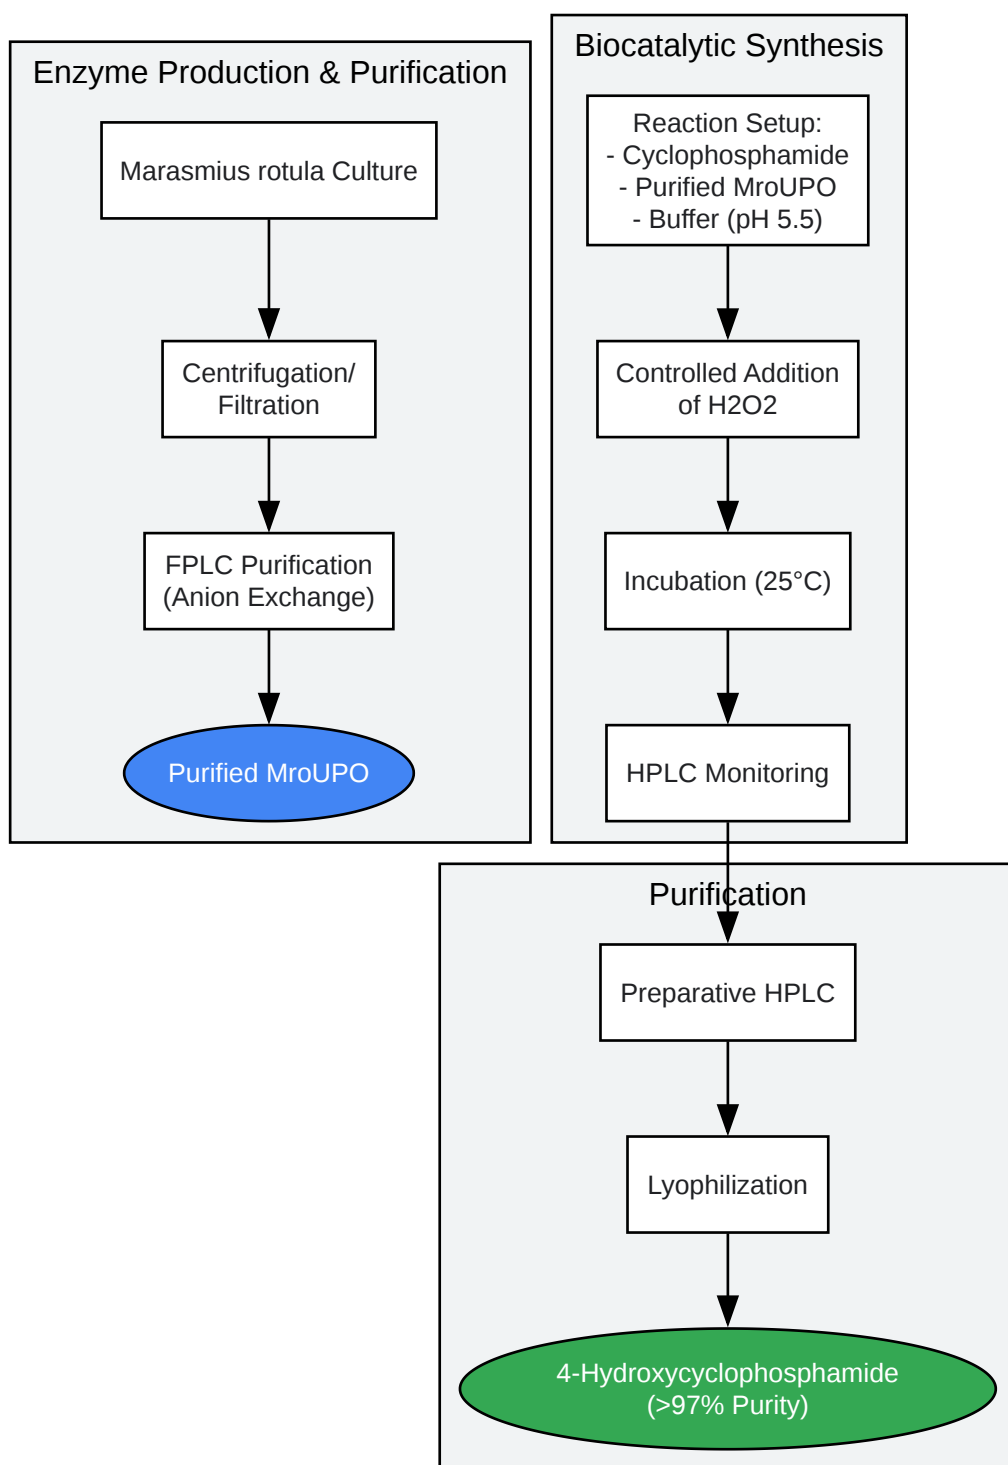 Enzyme Production & Purification
Marasmius rotula Culture
Centrifugation/
Filtration
FPLC Purification
(Anion Exchange)
Purified MroUPO
Biocatalytic Synthesis
Reaction Setup:
- Cyclophosphamide
- Purified MroUPO
- Buffer (pH 5.5)
Controlled Addition
of H2O2
Incubation (25°C)
HPLC Monitoring
Purification
Preparative HPLC
Lyophilization
4-Hydroxycyclophosphamide
(>97% Purity)